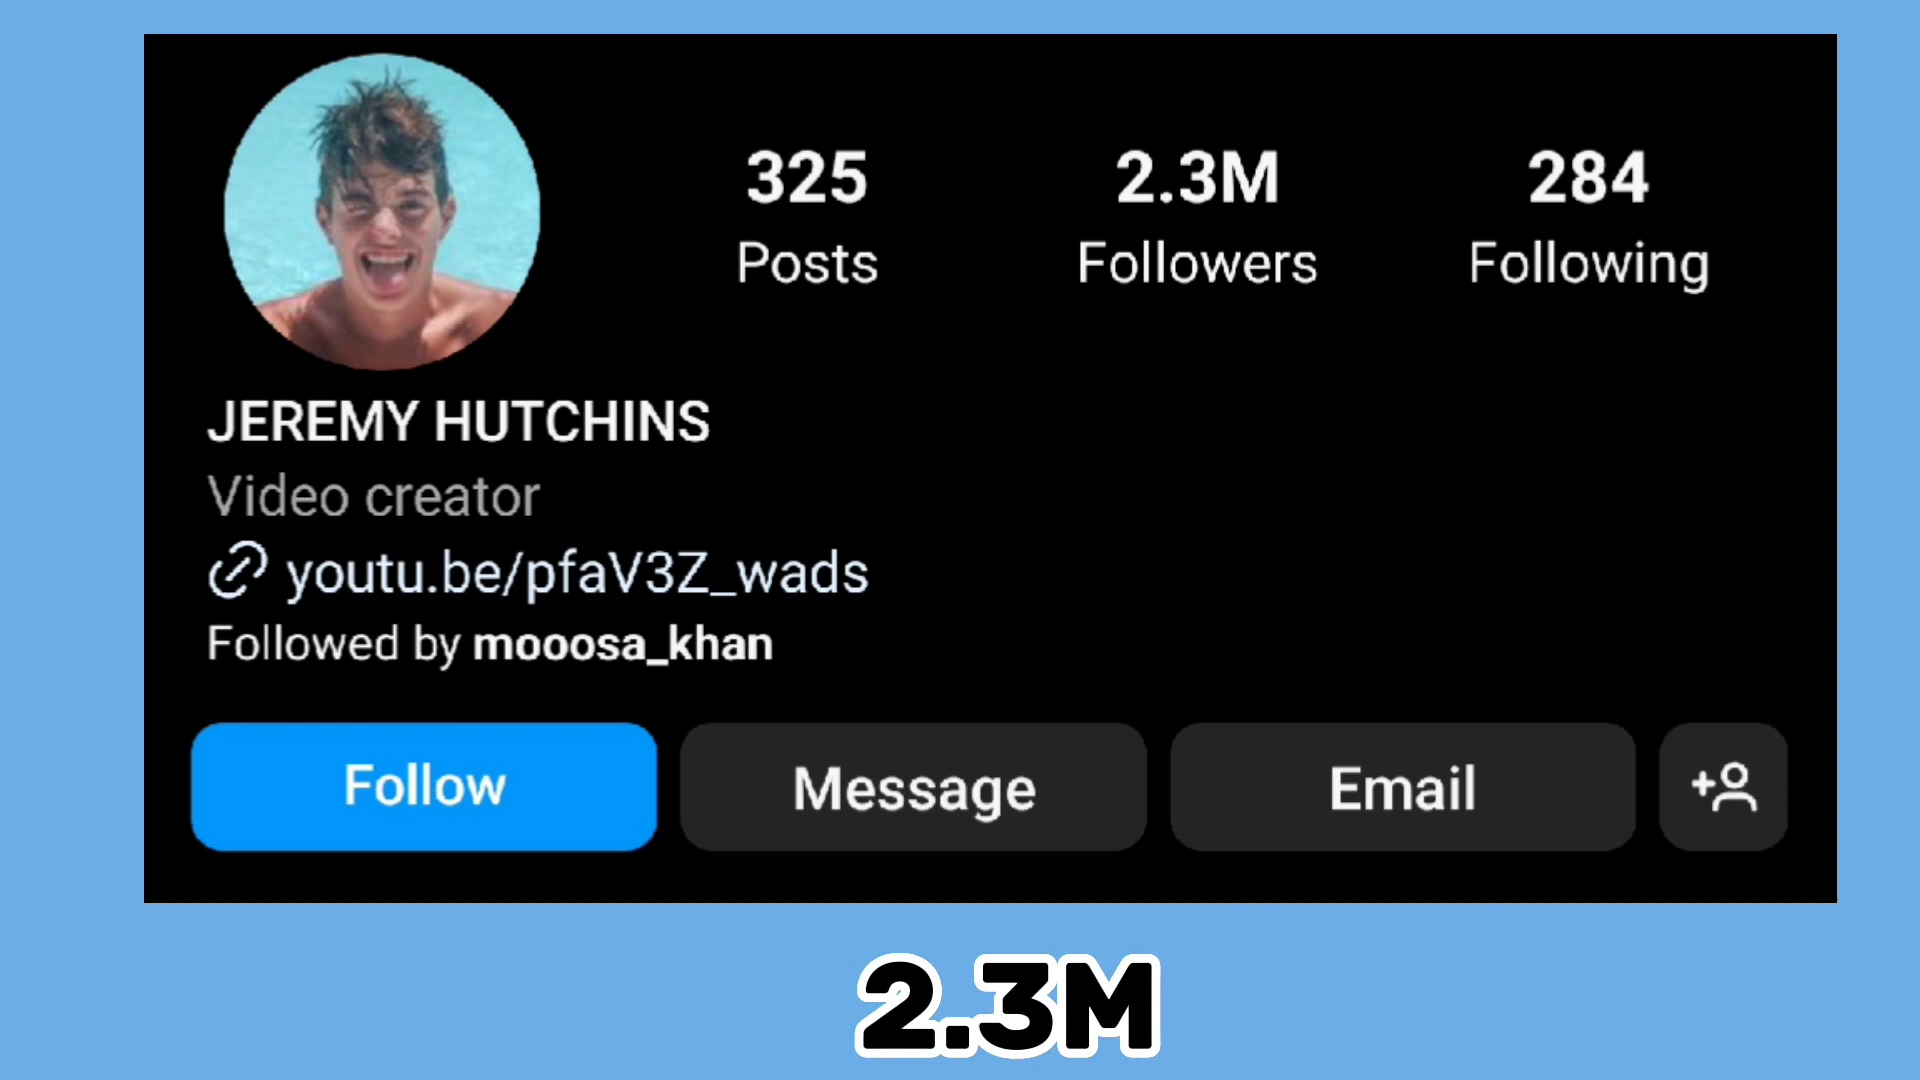 325 2.3M 284
Posts Followers Following
JEREMY HUTCHINS
Video creator
youtu.be/pfaV3Z_wads
Followed by mooosa_khan
Follow Message Email
2.3M